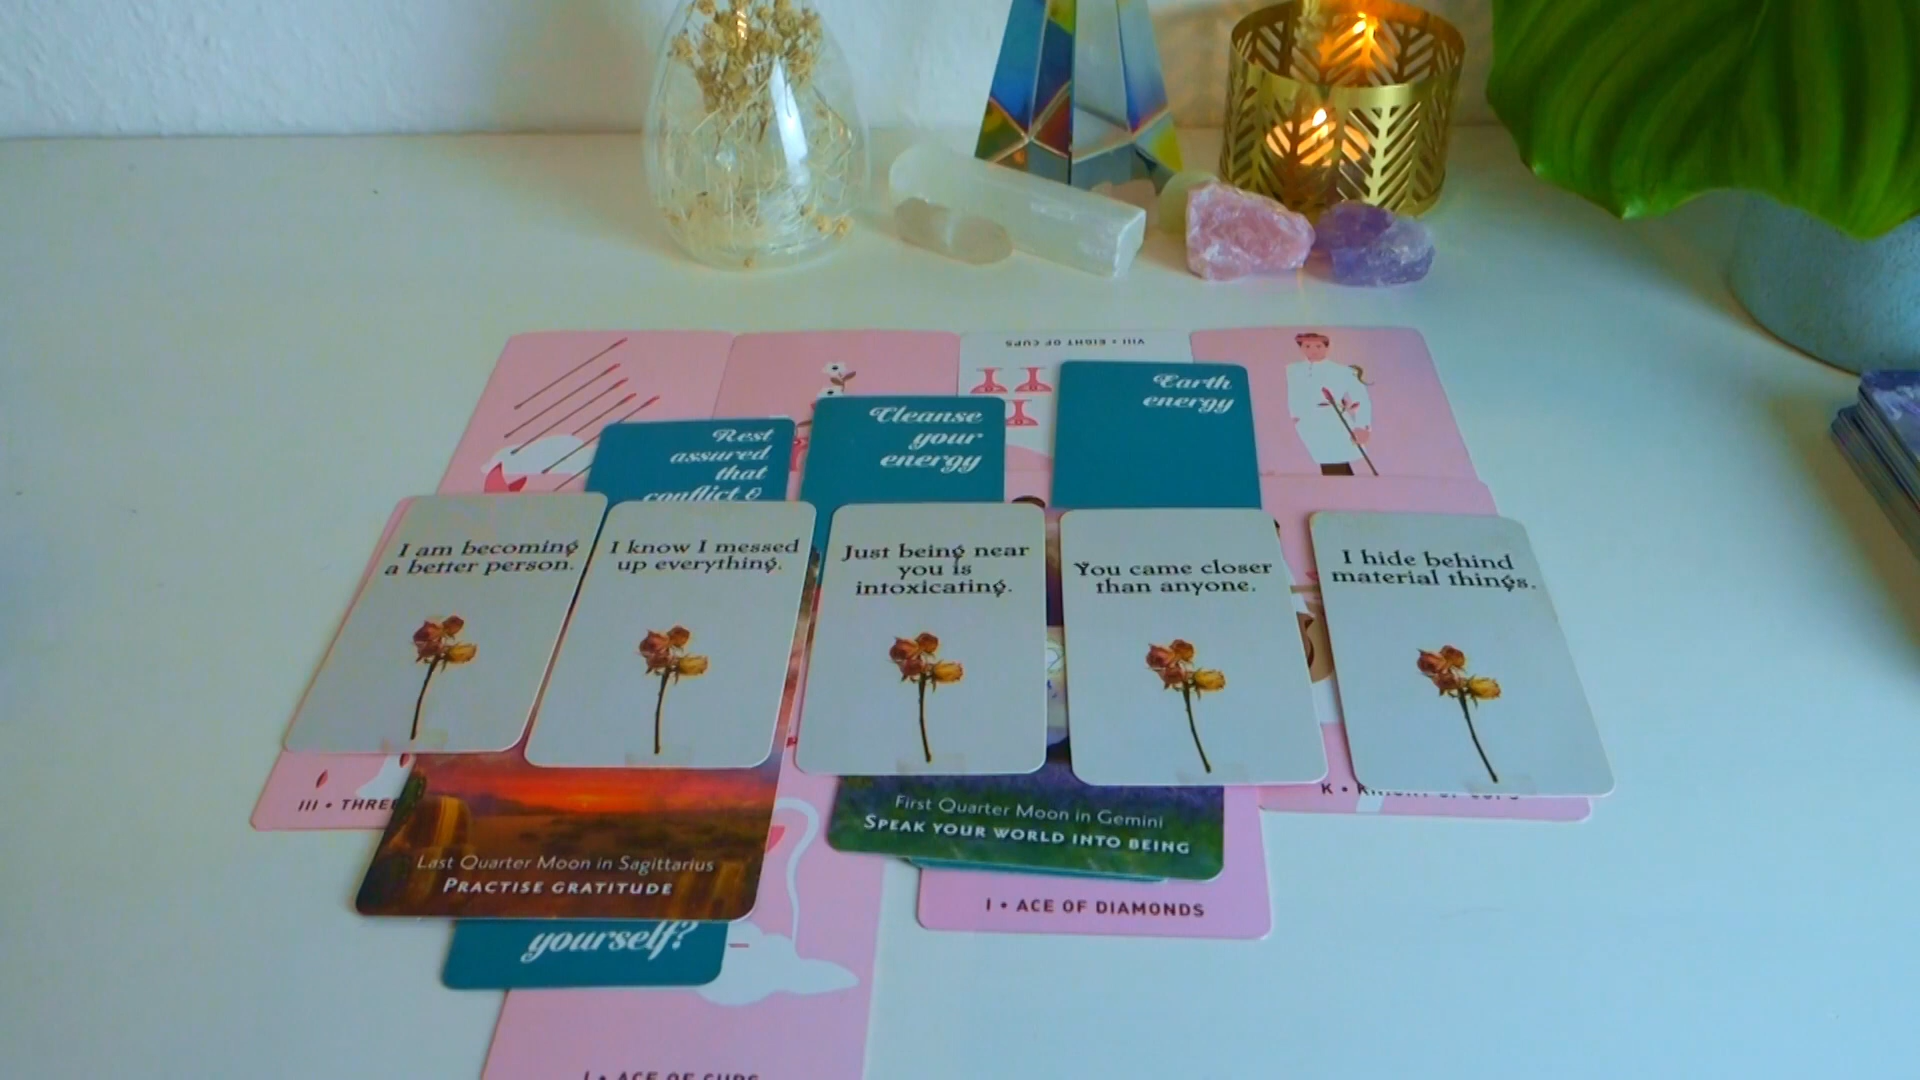 VIII • EIGHT OF CUPS
Earth
energy
Cleanse
your
energy
Rest
assured
that
conflict &
I am becoming
a better person.
I know I messed
up everything.
Just being near
you is
intoxicating.
You came closer
than anyone.
I hide behind
material things.
III • THREE
K •
First Quarter Moon in Gemini
SPEAK YOUR WORLD INTO BEING
Last Quarter Moon in Sagittarius
PRACTISE GRATITUDE
I • ACE OF DIAMONDS
yourself?
I • ACE OF CUPS